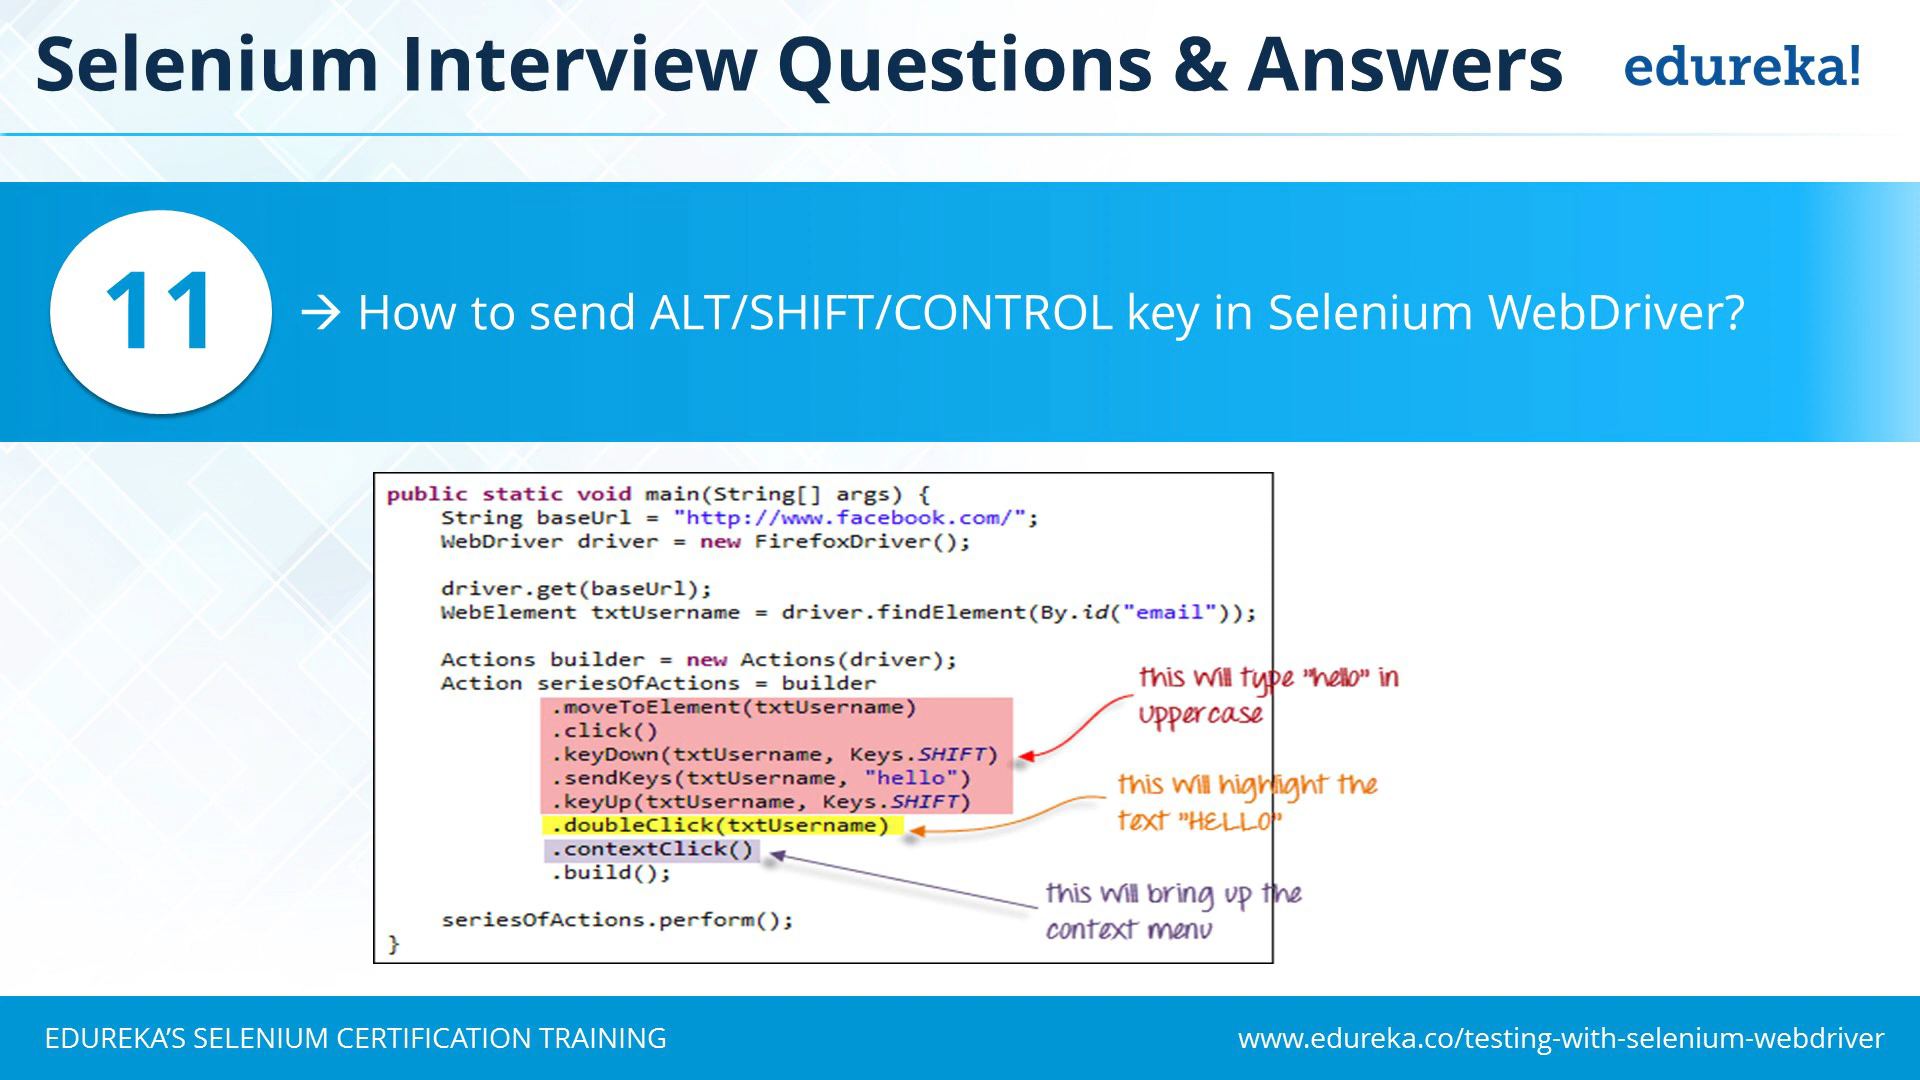 Selenium Interview Questions & Answers
edureka!
11
→ How to send ALT/SHIFT/CONTROL key in Selenium WebDriver?
public static void main(String[] args) {
String baseUrl = "http://www.facebook.com/";
WebDriver driver = new FirefoxDriver();
driver.get(baseUrl);
WebElement txtUsername = driver.findElement(By.id("email"));
Actions builder = new Actions(driver);
Action seriesOfActions = builder
.moveToElement(txtUsername)
.click()
.keyDown(txtUsername, Keys.SHIFT)
.sendKeys(txtUsername, "hello")
.keyUp(txtUsername, Keys.SHIFT)
.doubleClick(txtUsername)
.contextClick()
.build();
seriesOfActions.perform();
}
this will type "hello" in
uppercase
this will highlight the
text "HELLO"
this will bring up the
context menu
EDUREKA’S SELENIUM CERTIFICATION TRAINING
www.edureka.co/testing-with-selenium-webdriver